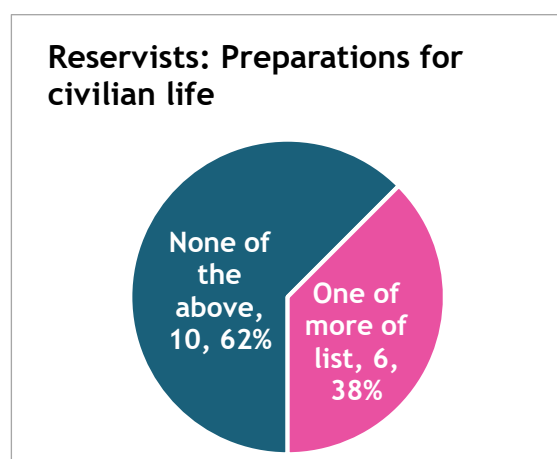 Reservists: Preparations for
civilian life
None of
the
above,
10, 62%
One of
more of
list, 6,
38%